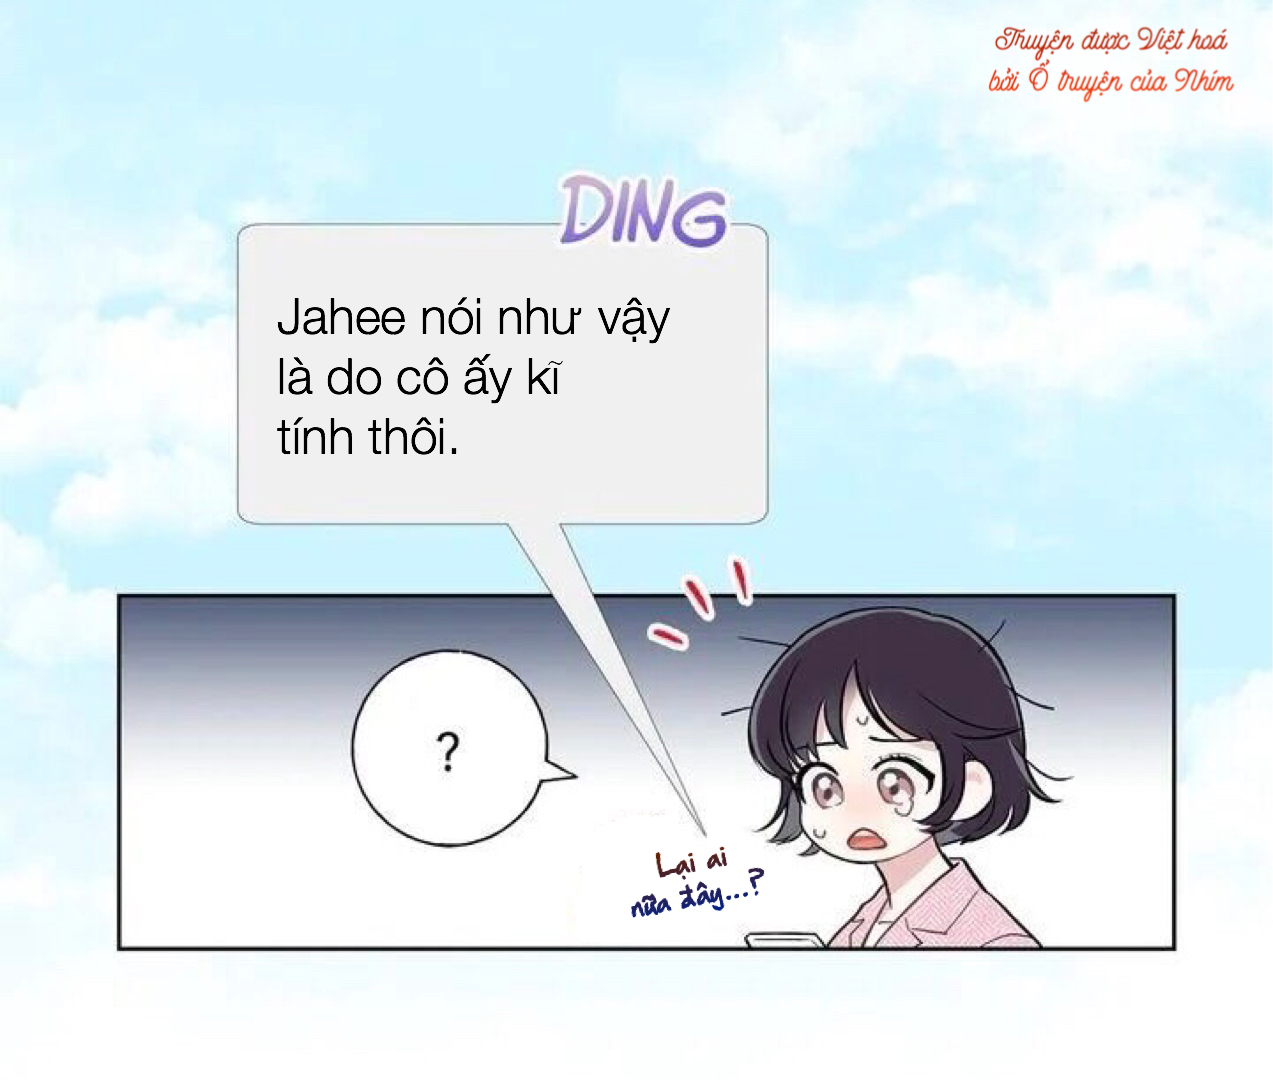 Truyện được Việt hoá
bởi Ổ truyện của Nhím
DING
Jahee nói như vậy
là do cô ấy kĩ
tính thôi.
?
Lại ai
nữa đây...?